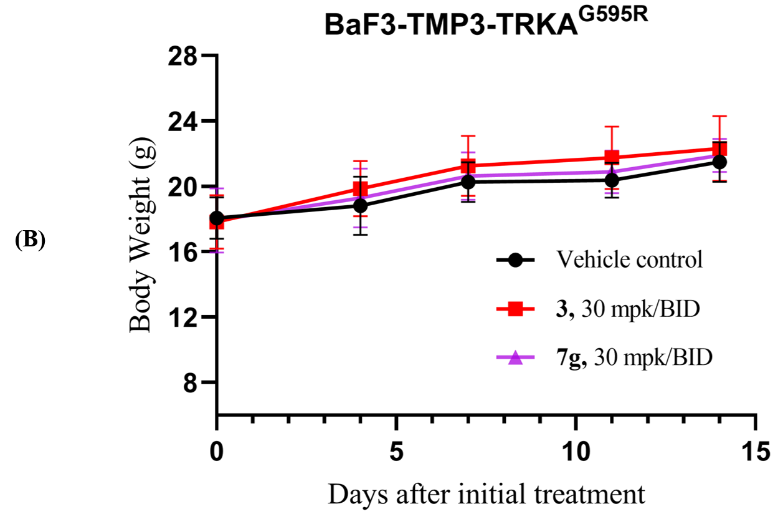 BaF3-TMP3-TRKA^G595R
(B)
Body Weight (g)
28
24
20
16
12
8
Vehicle control
3, 30 mpk/BID
7g, 30 mpk/BID
0 5 10 15
Days after initial treatment